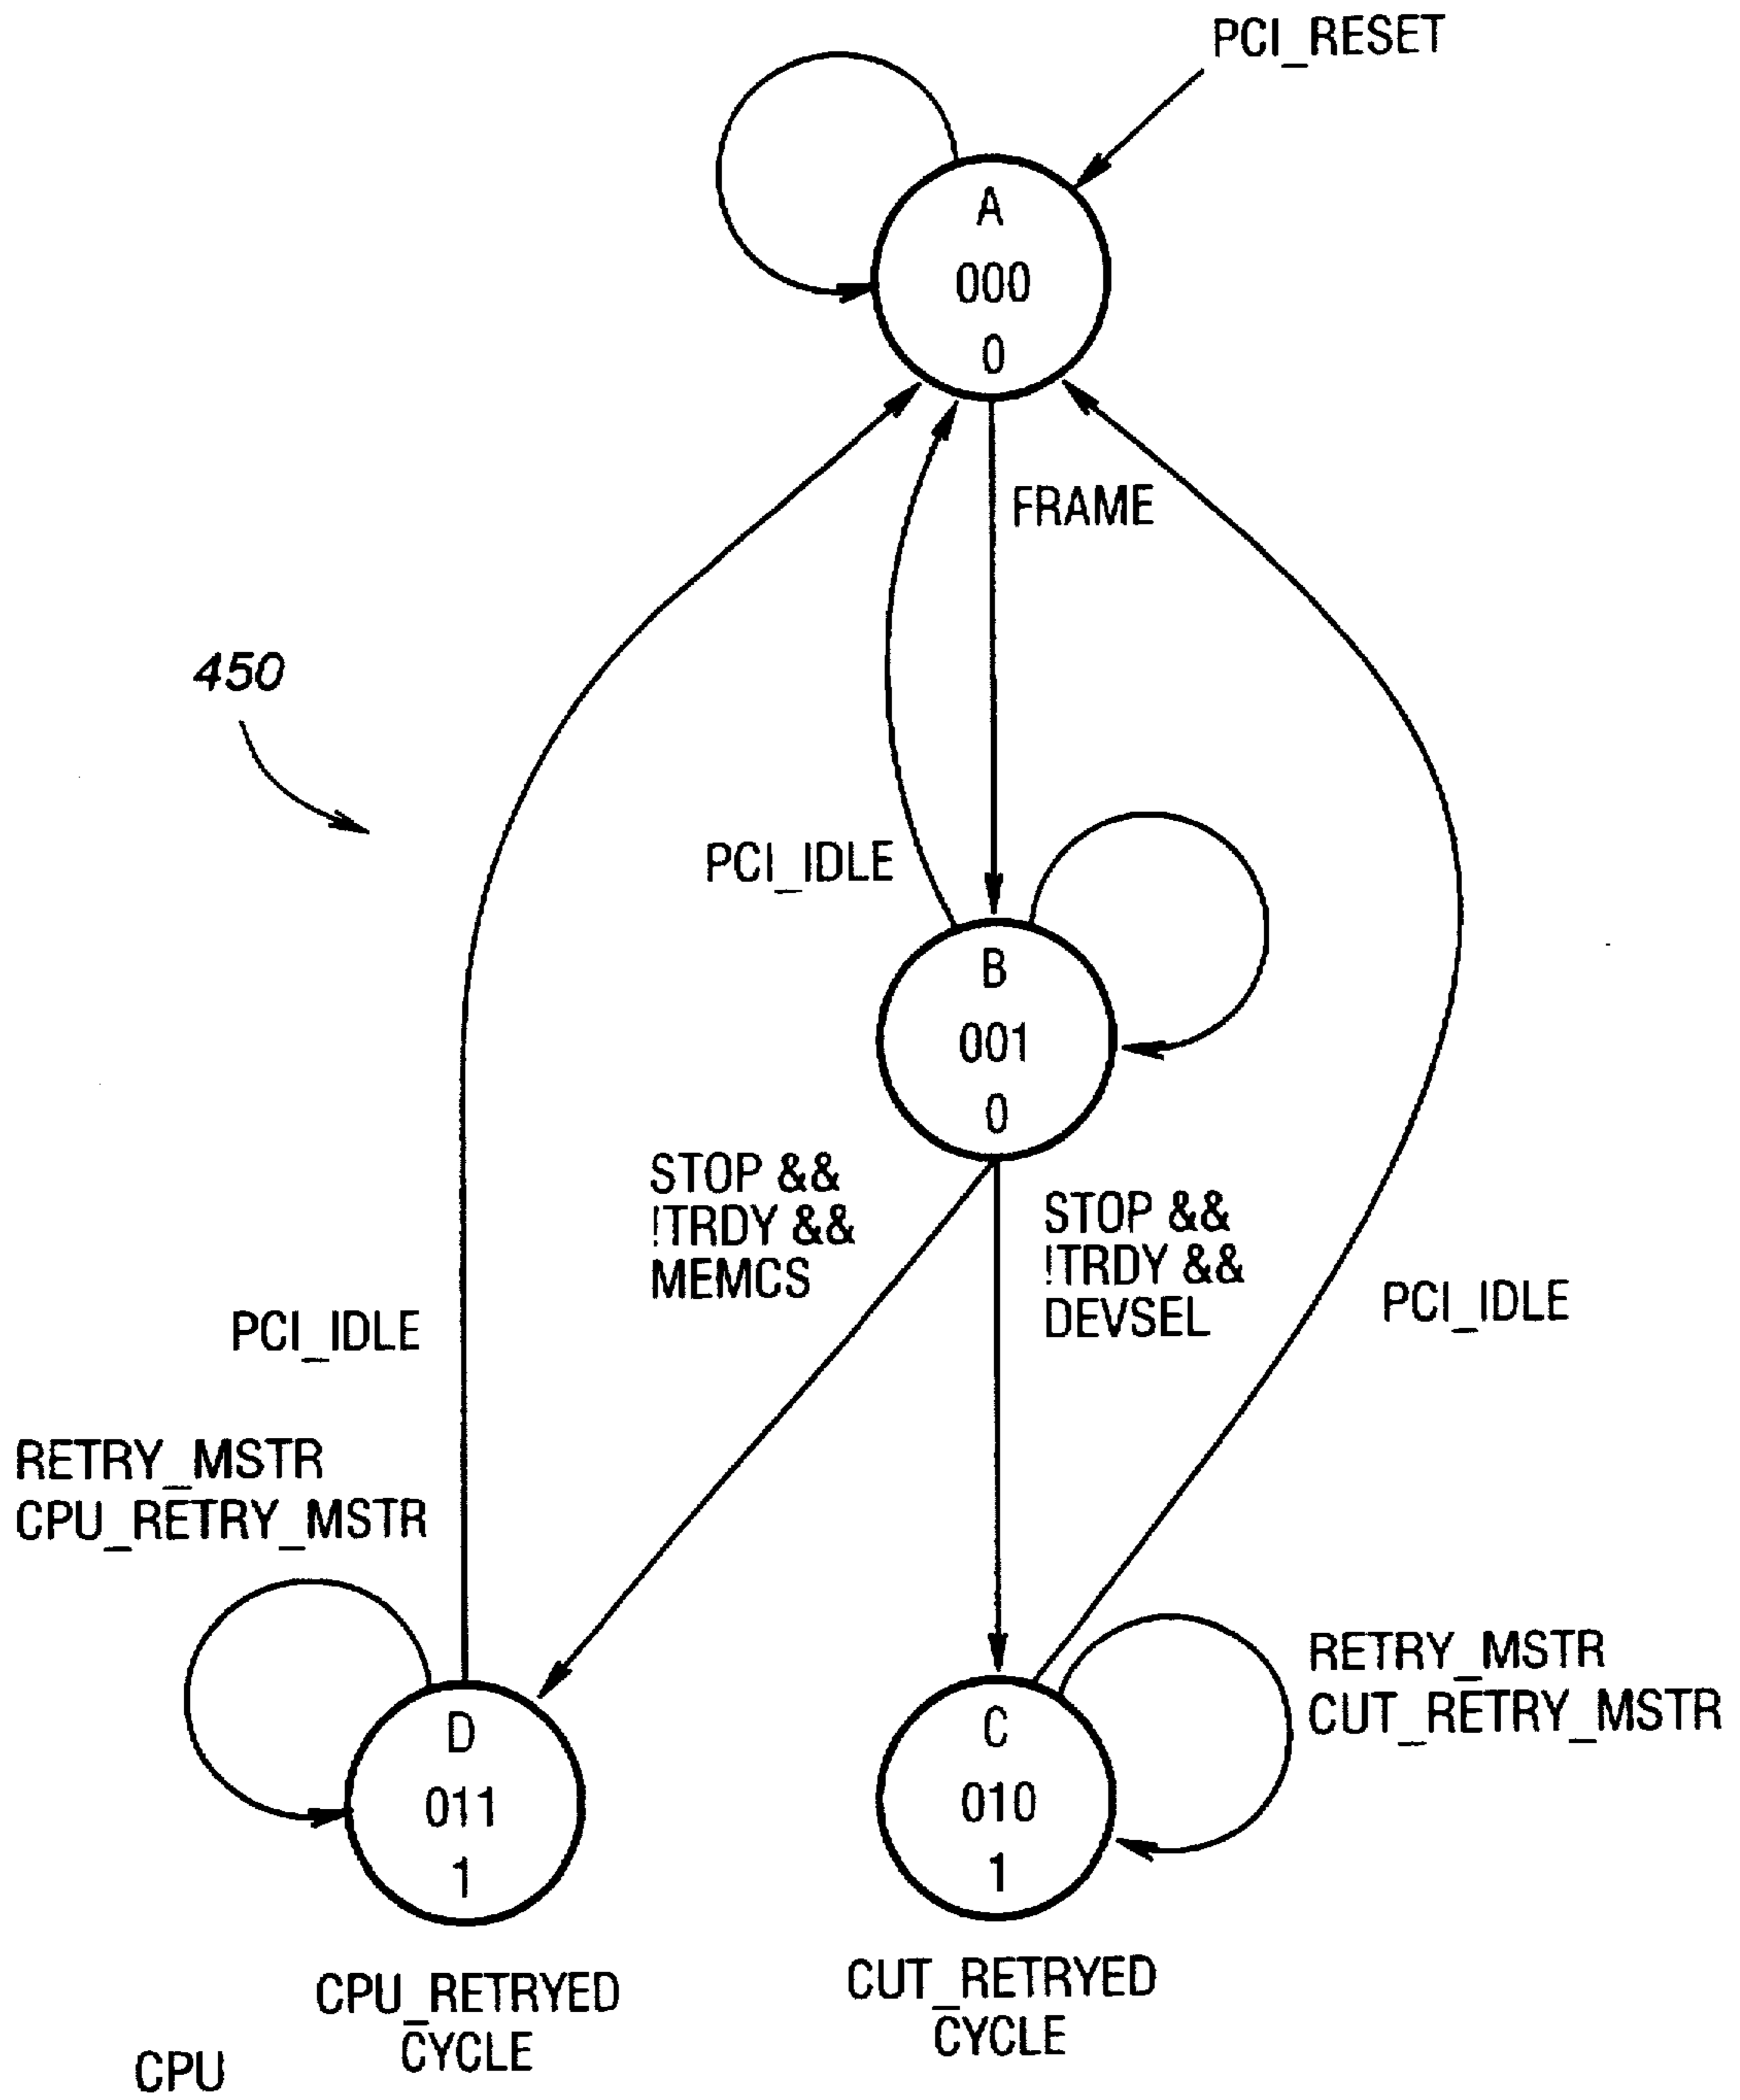 PCI_RESET
A
000
0
FRAME
450
PCI_IDLE
B
001
0
STOP &&
!TRDY &&
MEMCS
STOP &&
!TRDY &&
DEVSEL
PCI_IDLE
PCI_IDLE
RETRY_MSTR
CPU_RETRY_MSTR
RETRY_MSTR
CUT_RETRY_MSTR
D
011
1
C
010
1
CPU_RETRYED
CYCLE
CUT_RETRYED
CYCLE
CPU